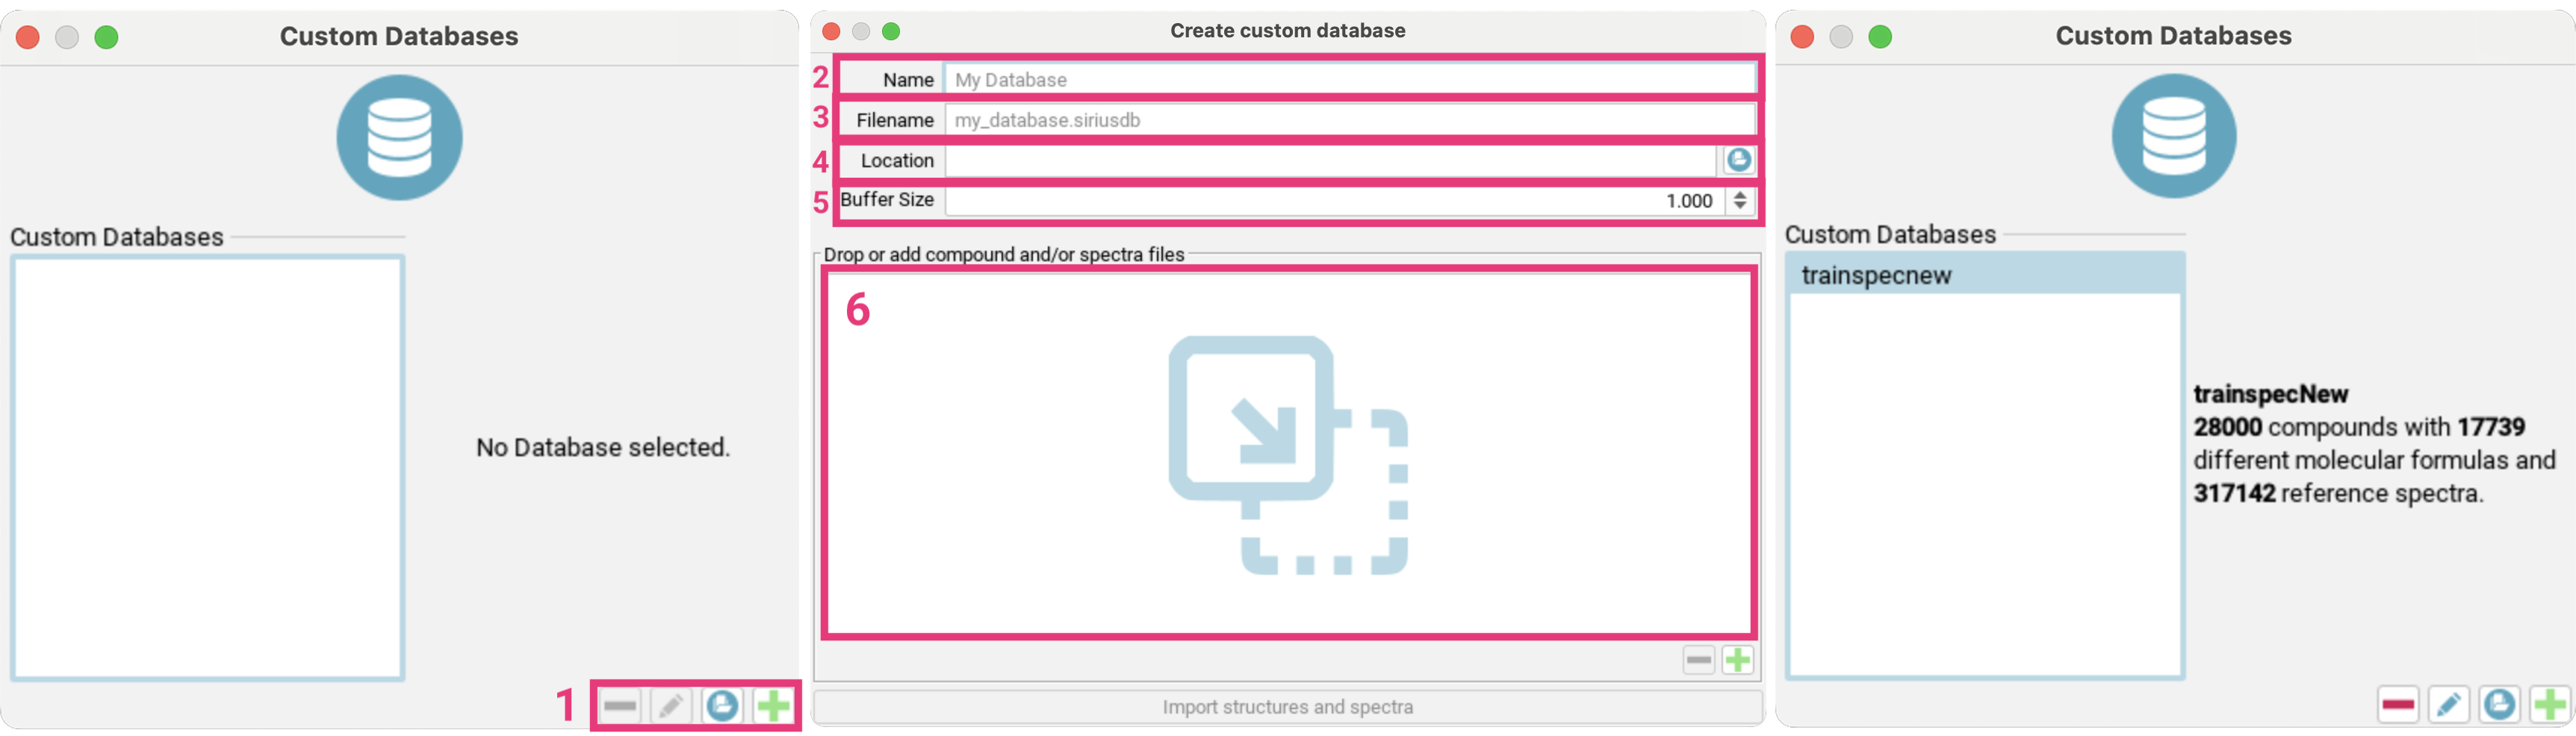 Custom Databases
Custom Databases
No Database selected.
1
Create custom database
2
Name
My Database
3
Filename
my_database.siriusdb
4
Location
5
Buffer Size
1.000
Drop or add compound and/or spectra files
6
Import structures and spectra
Custom Databases
Custom Databases
trainspecnew
trainspecNew
28000 compounds with 17739
different molecular formulas and
317142 reference spectra.